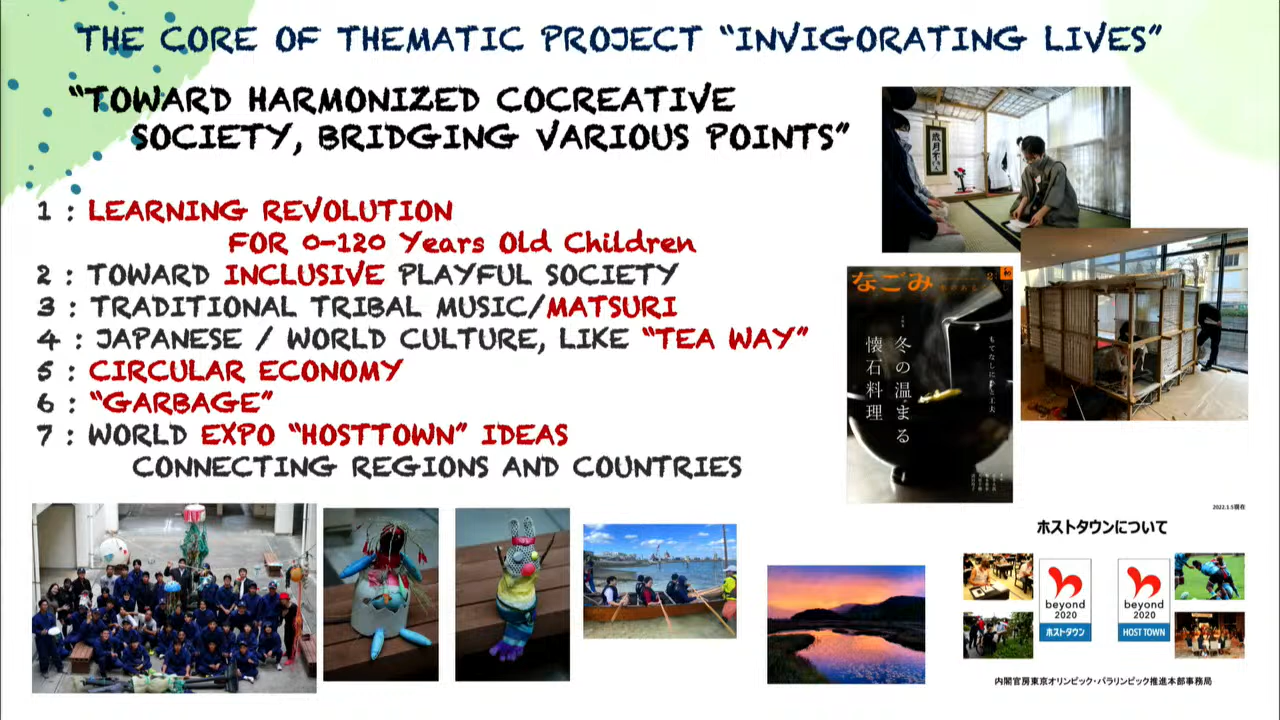 THE CORE OF THEMATIC PROJECT “INVIGORATING LIVES”
“TOWARD HARMONIZED COCREATIVE
SOCIETY, BRIDGING VARIOUS POINTS”
1 : LEARNING REVOLUTION
FOR 0-120 Years Old Children
2 : TOWARD INCLUSIVE PLAYFUL SOCIETY
3 : TRADITIONAL TRIBAL MUSIC/MATSURI
4 : JAPANESE / WORLD CULTURE, LIKE “TEA WAY”
5 : CIRCULAR ECONOMY
6 : “GARBAGE”
7 : WORLD EXPO “HOSTTOWN” IDEAS
CONNECTING REGIONS AND COUNTRIES
なごみ
冬の温まる
懐石料理
2022.1.5現在
ホストタウンについて
beyond
2020
ホストタウン
beyond
2020
HOST TOWN
内閣官房東京オリンピック・パラリンピック推進本部事務局